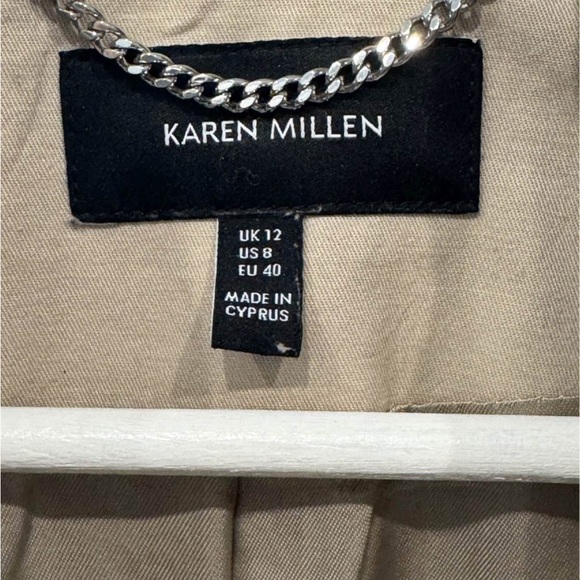 KAREN MILLEN
UK 12
US 8
EU 40
MADE IN
CYPRUS